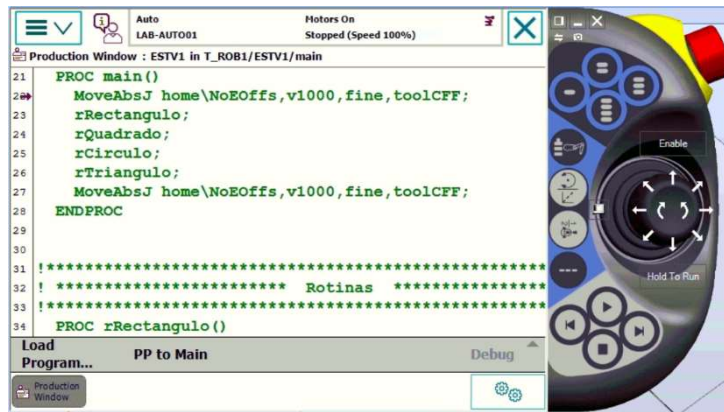 Auto
LAB-AUTO01
Motors On
Stopped (Speed 100%)
Production Window : ESTV1 in T_ROB1/ESTV1/main
21 PROC main()
22 MoveAbsJ home\NoEOffs,v1000,fine,toolCFF;
23 rRectangulo;
24 rQuadrado;
25 rCirculo;
26 rTriangulo;
27 MoveAbsJ home\NoEOffs,v1000,fine,toolCFF;
28 ENDPROC
29
30
31 !**************************************************
32 ! *********************** Rotinas ***************
33 !**************************************************
34 PROC rRectangulo()
Load Program...
PP to Main
Debug
Production Window
Enable
Hold To Run